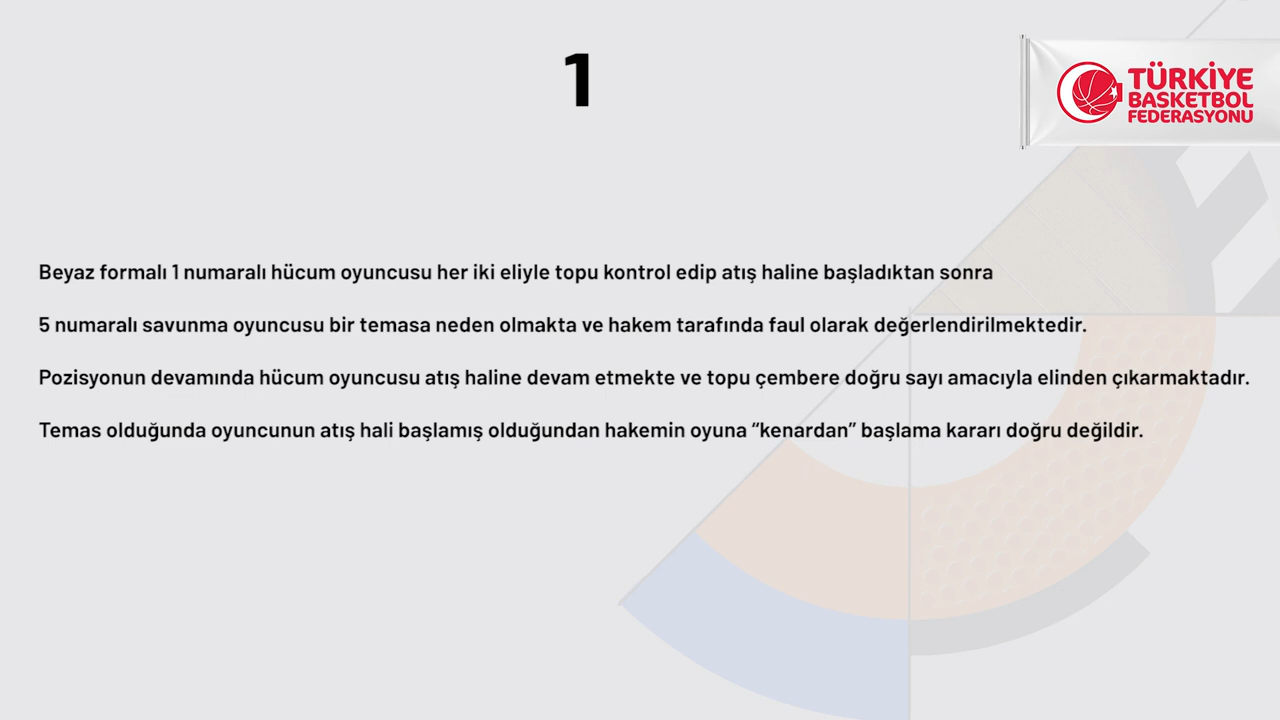 1
TÜRKİYE
BASKETBOL
FEDERASYONU
Beyaz formalı 1 numaralı hücum oyuncusu her iki eliyle topu kontrol edip atış haline başladıktan sonra
5 numaralı savunma oyuncusu bir temasa neden olmakta ve hakem tarafında faul olarak değerlendirilmektedir.
Pozisyonun devamında hücum oyuncusu atış haline devam etmekte ve topu çembere doğru sayı amacıyla elinden çıkarmaktadır.
Temas olduğunda oyuncunun atış hali başlamış olduğundan hakemin oyuna “kenardan” başlama kararı doğru değildir.